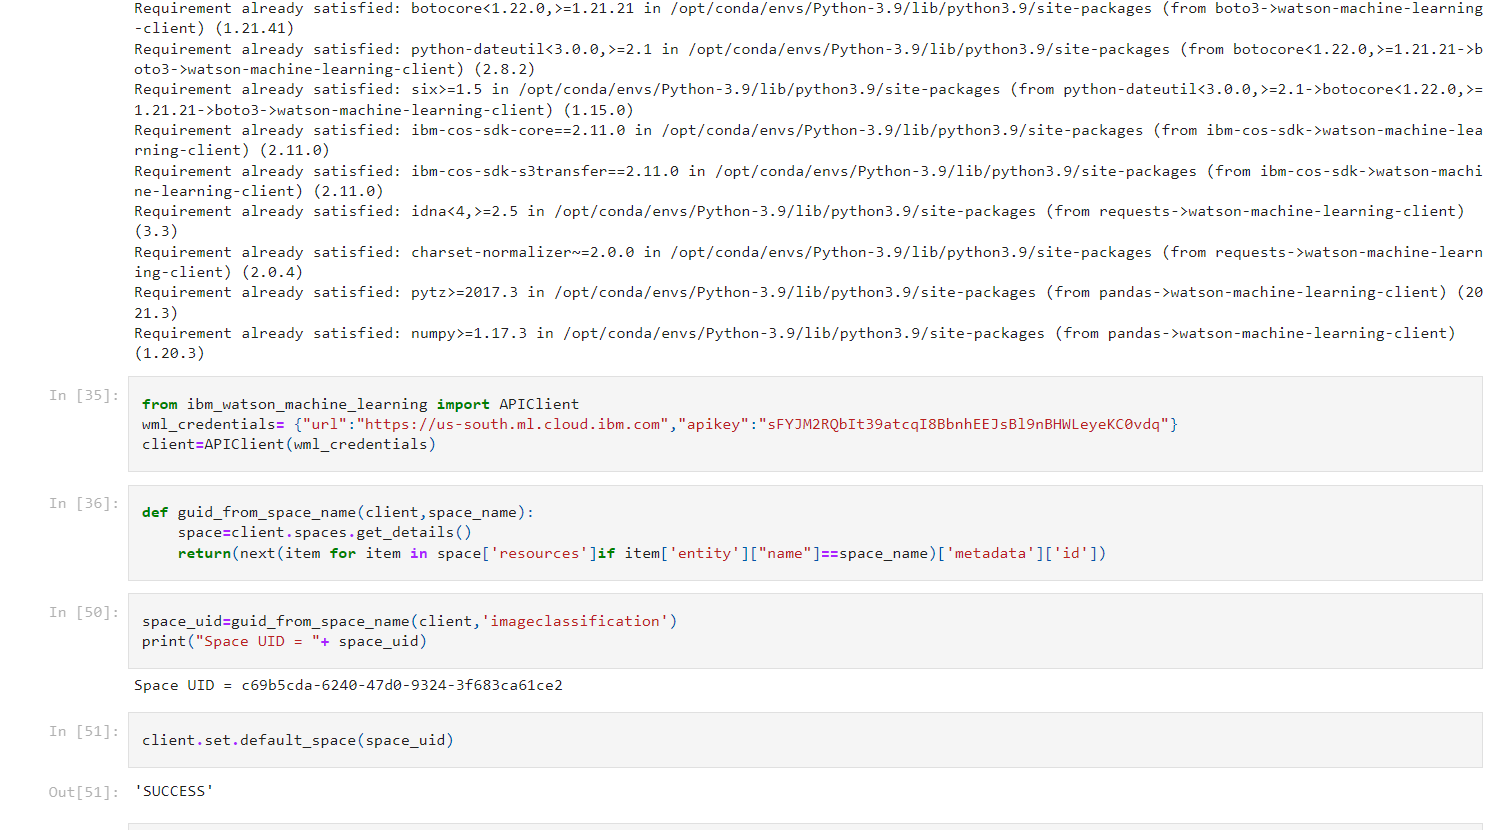 Requirement already satisfied: botocore<1.22.0,>=1.21.21 in /opt/conda/envs/Python-3.9/lib/python3.9/site-packages (from boto3->watson-machine-learning
-client) (1.21.41)
Requirement already satisfied: python-dateutil<3.0.0,>=2.1 in /opt/conda/envs/Python-3.9/lib/python3.9/site-packages (from botocore<1.22.0,>=1.21.21->b
oto3->watson-machine-learning-client) (2.8.2)
Requirement already satisfied: six>=1.5 in /opt/conda/envs/Python-3.9/lib/python3.9/site-packages (from python-dateutil<3.0.0,>=2.1->botocore<1.22.0,>=
1.21.21->boto3->watson-machine-learning-client) (1.15.0)
Requirement already satisfied: ibm-cos-sdk-core==2.11.0 in /opt/conda/envs/Python-3.9/lib/python3.9/site-packages (from ibm-cos-sdk->watson-machine-lea
rning-client) (2.11.0)
Requirement already satisfied: ibm-cos-sdk-s3transfer==2.11.0 in /opt/conda/envs/Python-3.9/lib/python3.9/site-packages (from ibm-cos-sdk->watson-machi
ne-learning-client) (2.11.0)
Requirement already satisfied: idna<4,>=2.5 in /opt/conda/envs/Python-3.9/lib/python3.9/site-packages (from requests->watson-machine-learning-client)
(3.3)
Requirement already satisfied: charset-normalizer~=2.0.0 in /opt/conda/envs/Python-3.9/lib/python3.9/site-packages (from requests->watson-machine-learn
ing-client) (2.0.4)
Requirement already satisfied: pytz>=2017.3 in /opt/conda/envs/Python-3.9/lib/python3.9/site-packages (from pandas->watson-machine-learning-client) (20
21.3)
Requirement already satisfied: numpy>=1.17.3 in /opt/conda/envs/Python-3.9/lib/python3.9/site-packages (from pandas->watson-machine-learning-client)
(1.20.3)
In [35]:
from ibm_watson_machine_learning import APIClient
wml_credentials= {"url":"https://us-south.ml.cloud.ibm.com","apikey":"sFYJM2RQbIt39atcqI8BbnhEEJsBl9nBHWLeyeKC0vdq"}
client=APIClient(wml_credentials)
In [36]:
def guid_from_space_name(client,space_name):
    space=client.spaces.get_details()
    return(next(item for item in space['resources']if item['entity']["name"]==space_name)['metadata']['id'])
In [50]:
space_uid=guid_from_space_name(client,'imageclassification')
print("Space UID = "+ space_uid)
Space UID = c69b5cda-6240-47d0-9324-3f683ca61ce2
In [51]:
client.set.default_space(space_uid)
Out[51]: 'SUCCESS'